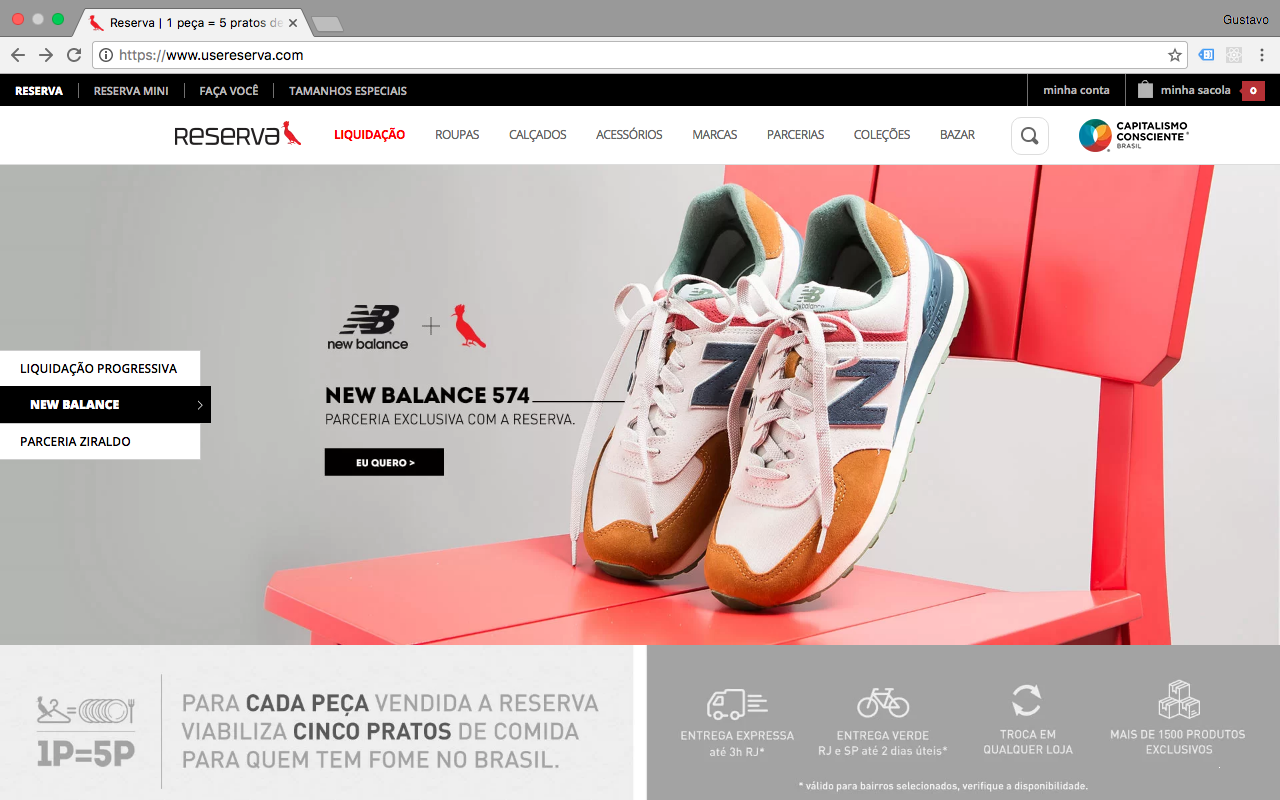 Reserva | 1 peça = 5 pratos de
Gustavo
https://www.usereserva.com
RESERVA
RESERVA MINI
FAÇA VOCÊ
TAMANHOS ESPECIAIS
minha conta
minha sacola
0
Reserva
LIQUIDAÇÃO
ROUPAS
CALÇADOS
ACESSÓRIOS
MARCAS
PARCERIAS
COLEÇÕES
BAZAR
CAPITALISMO
CONSCIENTE
BRASIL
NB
new balance
+
LIQUIDAÇÃO PROGRESSIVA
NEW BALANCE
PARCERIA ZIRALDO
NEW BALANCE 574
PARCERIA EXCLUSIVA COM A RESERVA.
EU QUERO >
NB
new balance
N
N
1P=5P
PARA CADA PEÇA VENDIDA A RESERVA
VIABILIZA CINCO PRATOS DE COMIDA
PARA QUEM TEM FOME NO BRASIL.
ENTREGA EXPRESSA
até 3h RJ*
ENTREGA VERDE
RJ e SP até 2 dias úteis*
TROCA EM
QUALQUER LOJA
MAIS DE 1500 PRODUTOS
EXCLUSIVOS
* válido para bairros selecionados, verifique a disponibilidade.